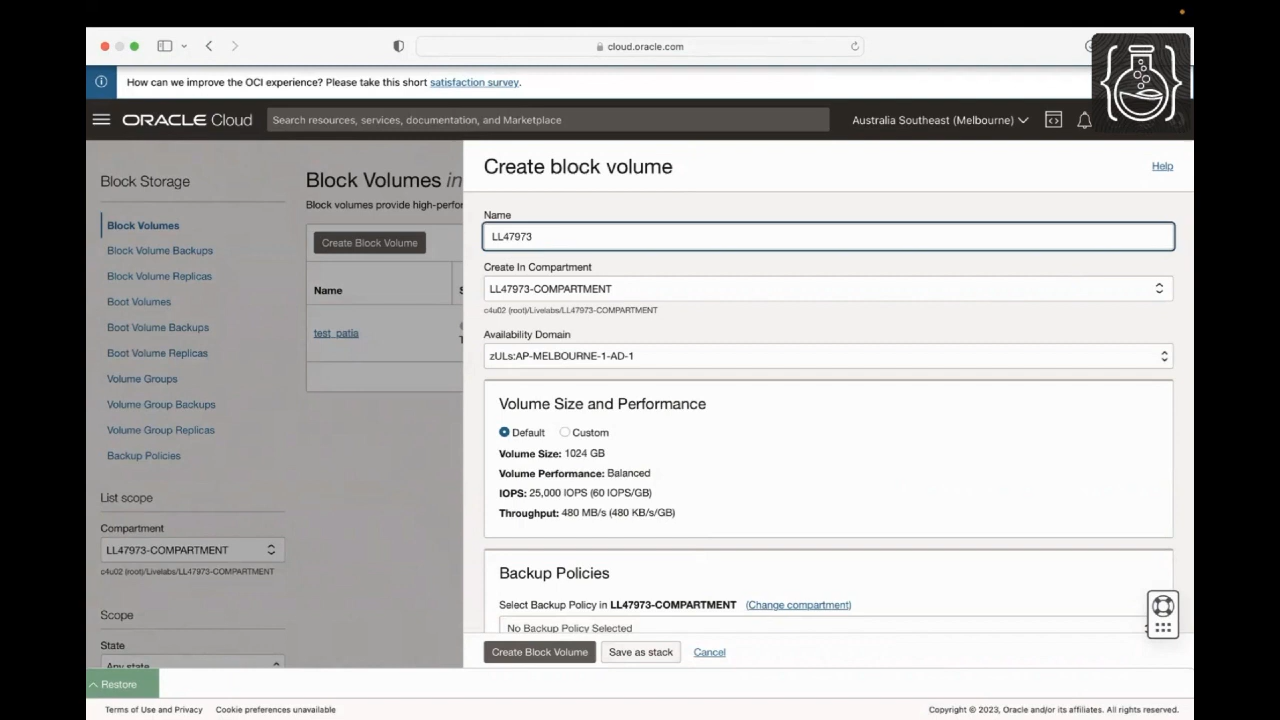 cloud.oracle.com
How can we improve the OCI experience? Please take this short satisfaction survey.
ORACLE Cloud
Search resources, services, documentation, and Marketplace
Australia Southeast (Melbourne)
Block Storage
Block Volumes
Block Volume Backups
Block Volume Replicas
Boot Volumes
Boot Volume Backups
Boot Volume Replicas
Volume Groups
Volume Group Backups
Volume Group Replicas
Backup Policies
List scope
Compartment
LL47973-COMPARTMENT
c4u02 (root)/Livelabs/LL47973-COMPARTMENT
Scope
State
Any state
Block Volumes in
Block volumes provide high-perfor
Create Block Volume
Name
test_patia
Create block volume
Help
Name
LL47973
Create In Compartment
LL47973-COMPARTMENT
c4u02 (root)/Livelabs/LL47973-COMPARTMENT
Availability Domain
zULs:AP-MELBOURNE-1-AD-1
Volume Size and Performance
Default Custom
Volume Size: 1024 GB
Volume Performance: Balanced
IOPS: 25,000 IOPS (60 IOPS/GB)
Throughput: 480 MB/s (480 KB/s/GB)
Backup Policies
Select Backup Policy in LL47973-COMPARTMENT (Change compartment)
No Backup Policy Selected
Create Block Volume Save as stack Cancel
Restore
Terms of Use and Privacy Cookie preferences unavailable
Copyright © 2023, Oracle and/or its affiliates. All rights reserved.